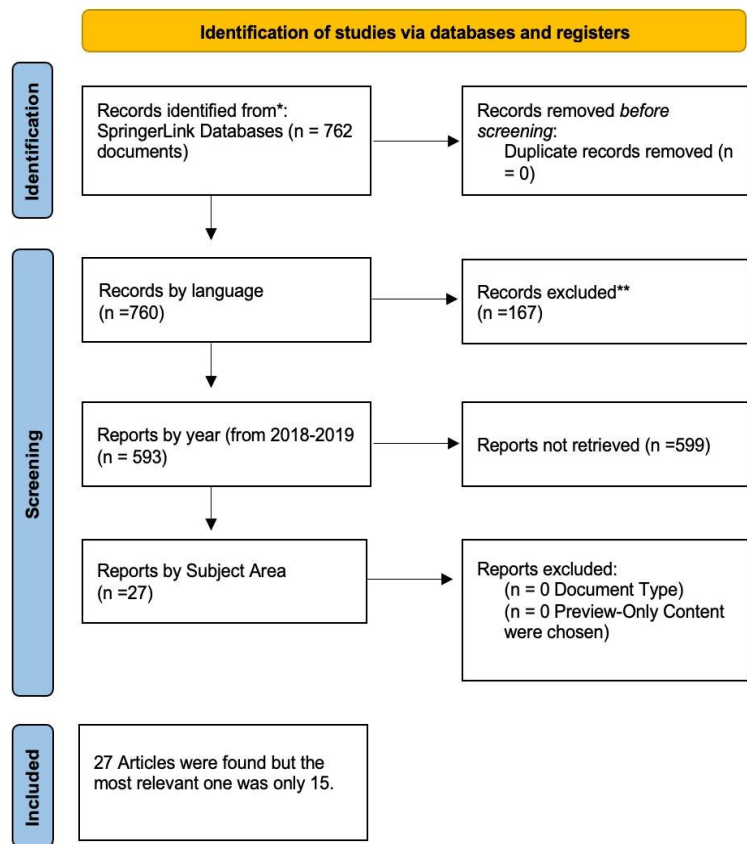 Identification of studies via databases and registers
Identification
Records identified from*:
SpringerLink Databases (n = 762
documents)
Records removed before
screening:
Duplicate records removed (n
= 0)
Screening
Records by language
(n =760)
Records excluded**
(n =167)
Reports by year (from 2018-2019
(n = 593)
Reports not retrieved (n =599)
Reports by Subject Area
(n =27)
Reports excluded:
(n = 0 Document Type)
(n = 0 Preview-Only Content
were chosen)
Included
27 Articles were found but the
most relevant one was only 15.